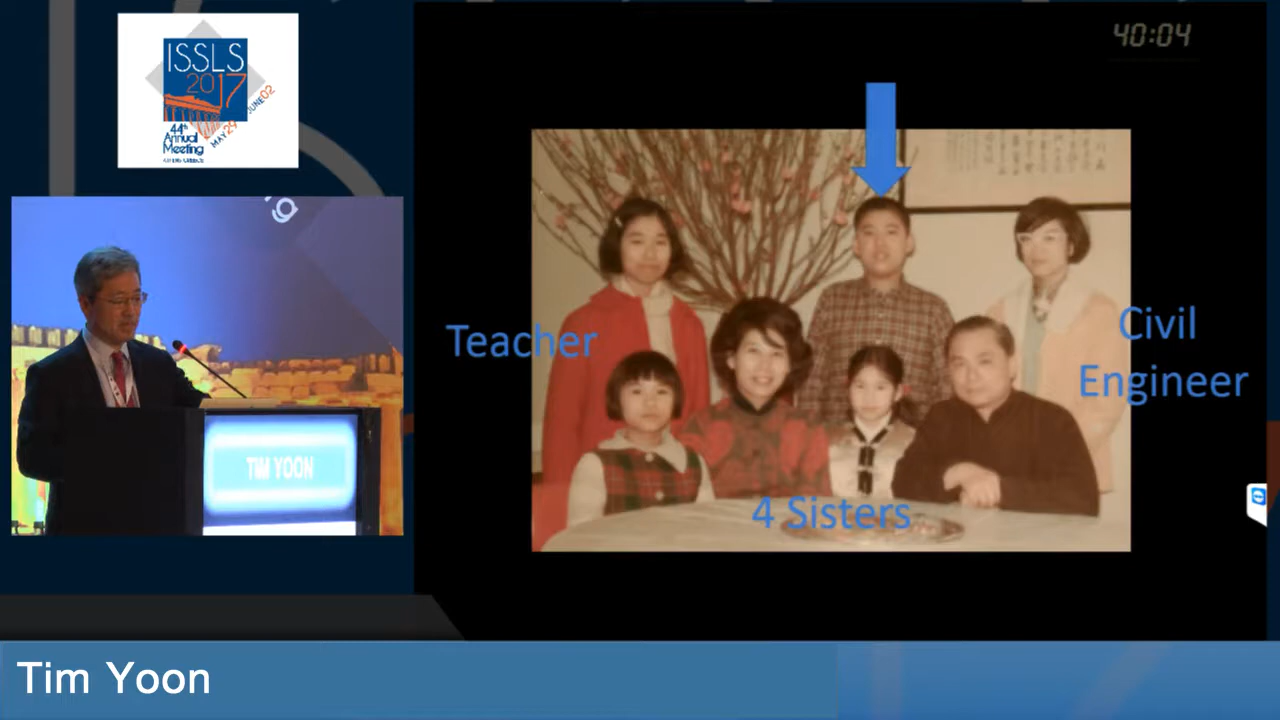 ISSLS
2017
44th
Annual
Meeting
MAY 29 - JUNE 02
TIM YOON
40:04
Teacher
Civil
Engineer
4 Sisters
Tim Yoon